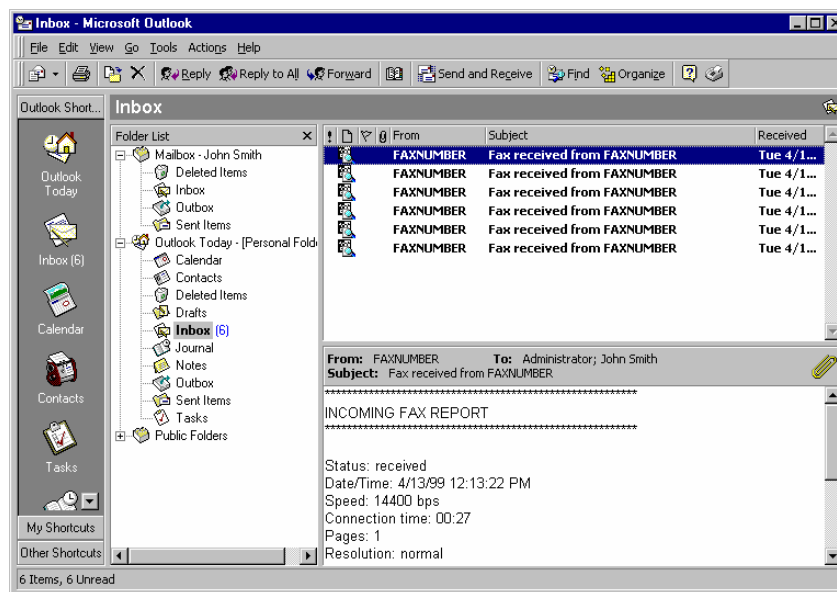 Inbox - Microsoft Outlook
File Edit View Go Tools Actions Help
Reply Reply to All Forward Send and Receive Find Organize
Outlook Short... Inbox
Outlook Today
Inbox (6)
Calendar
Contacts
Tasks
My Shortcuts
Other Shortcuts
Folder List
Mailbox - John Smith
Deleted Items
Inbox
Outbox
Sent Items
Outlook Today - [Personal Fold
Calendar
Contacts
Deleted Items
Drafts
Inbox (6)
Journal
Notes
Outbox
Sent Items
Tasks
Public Folders
From Subject Received
FAXNUMBER Fax received from FAXNUMBER Tue 4/1...
FAXNUMBER Fax received from FAXNUMBER Tue 4/1...
FAXNUMBER Fax received from FAXNUMBER Tue 4/1...
FAXNUMBER Fax received from FAXNUMBER Tue 4/1...
FAXNUMBER Fax received from FAXNUMBER Tue 4/1...
FAXNUMBER Fax received from FAXNUMBER Tue 4/1...
From: FAXNUMBER To: Administrator; John Smith
Subject: Fax received from FAXNUMBER
INCOMING FAX REPORT
Status: received
Date/Time: 4/13/99 12:13:22 PM
Speed: 14400 bps
Connection time: 00:27
Pages: 1
Resolution: normal
6 Items, 6 Unread